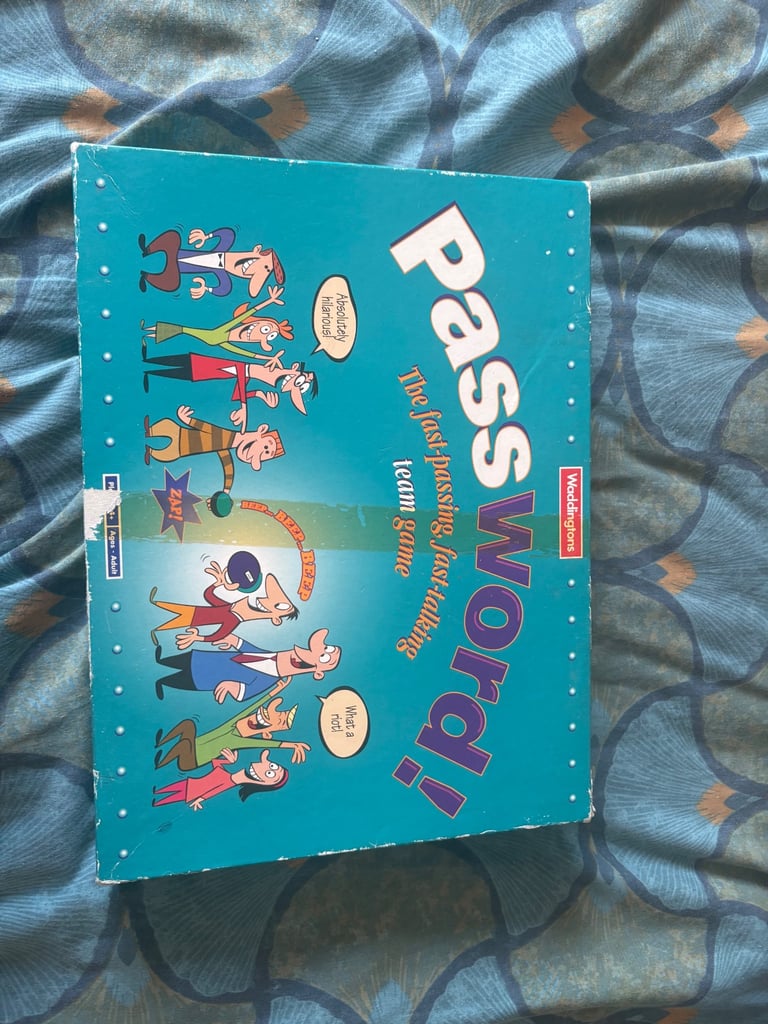 Waddingtons
Pass Word!
The fast-passing, fast-talking
team game
Absolutely
hilarious!
What a
riot!
BEEP... BEEP... BEEP
ZAP!
Ages - Adult